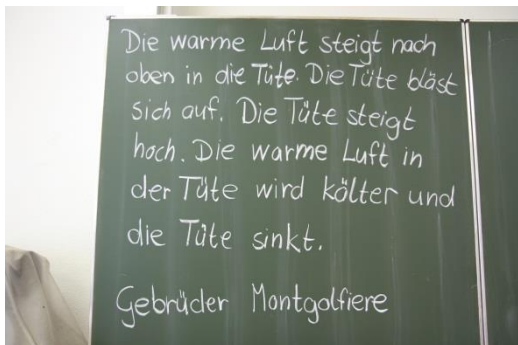 Die warme Luft steigt nach
oben in die Tüte. Die Tüte bläst
sich auf. Die Tüte steigt
hoch. Die warme Luft in
der Tüte wird kälter und
die Tüte sinkt.
Gebrüder Montgolfiere